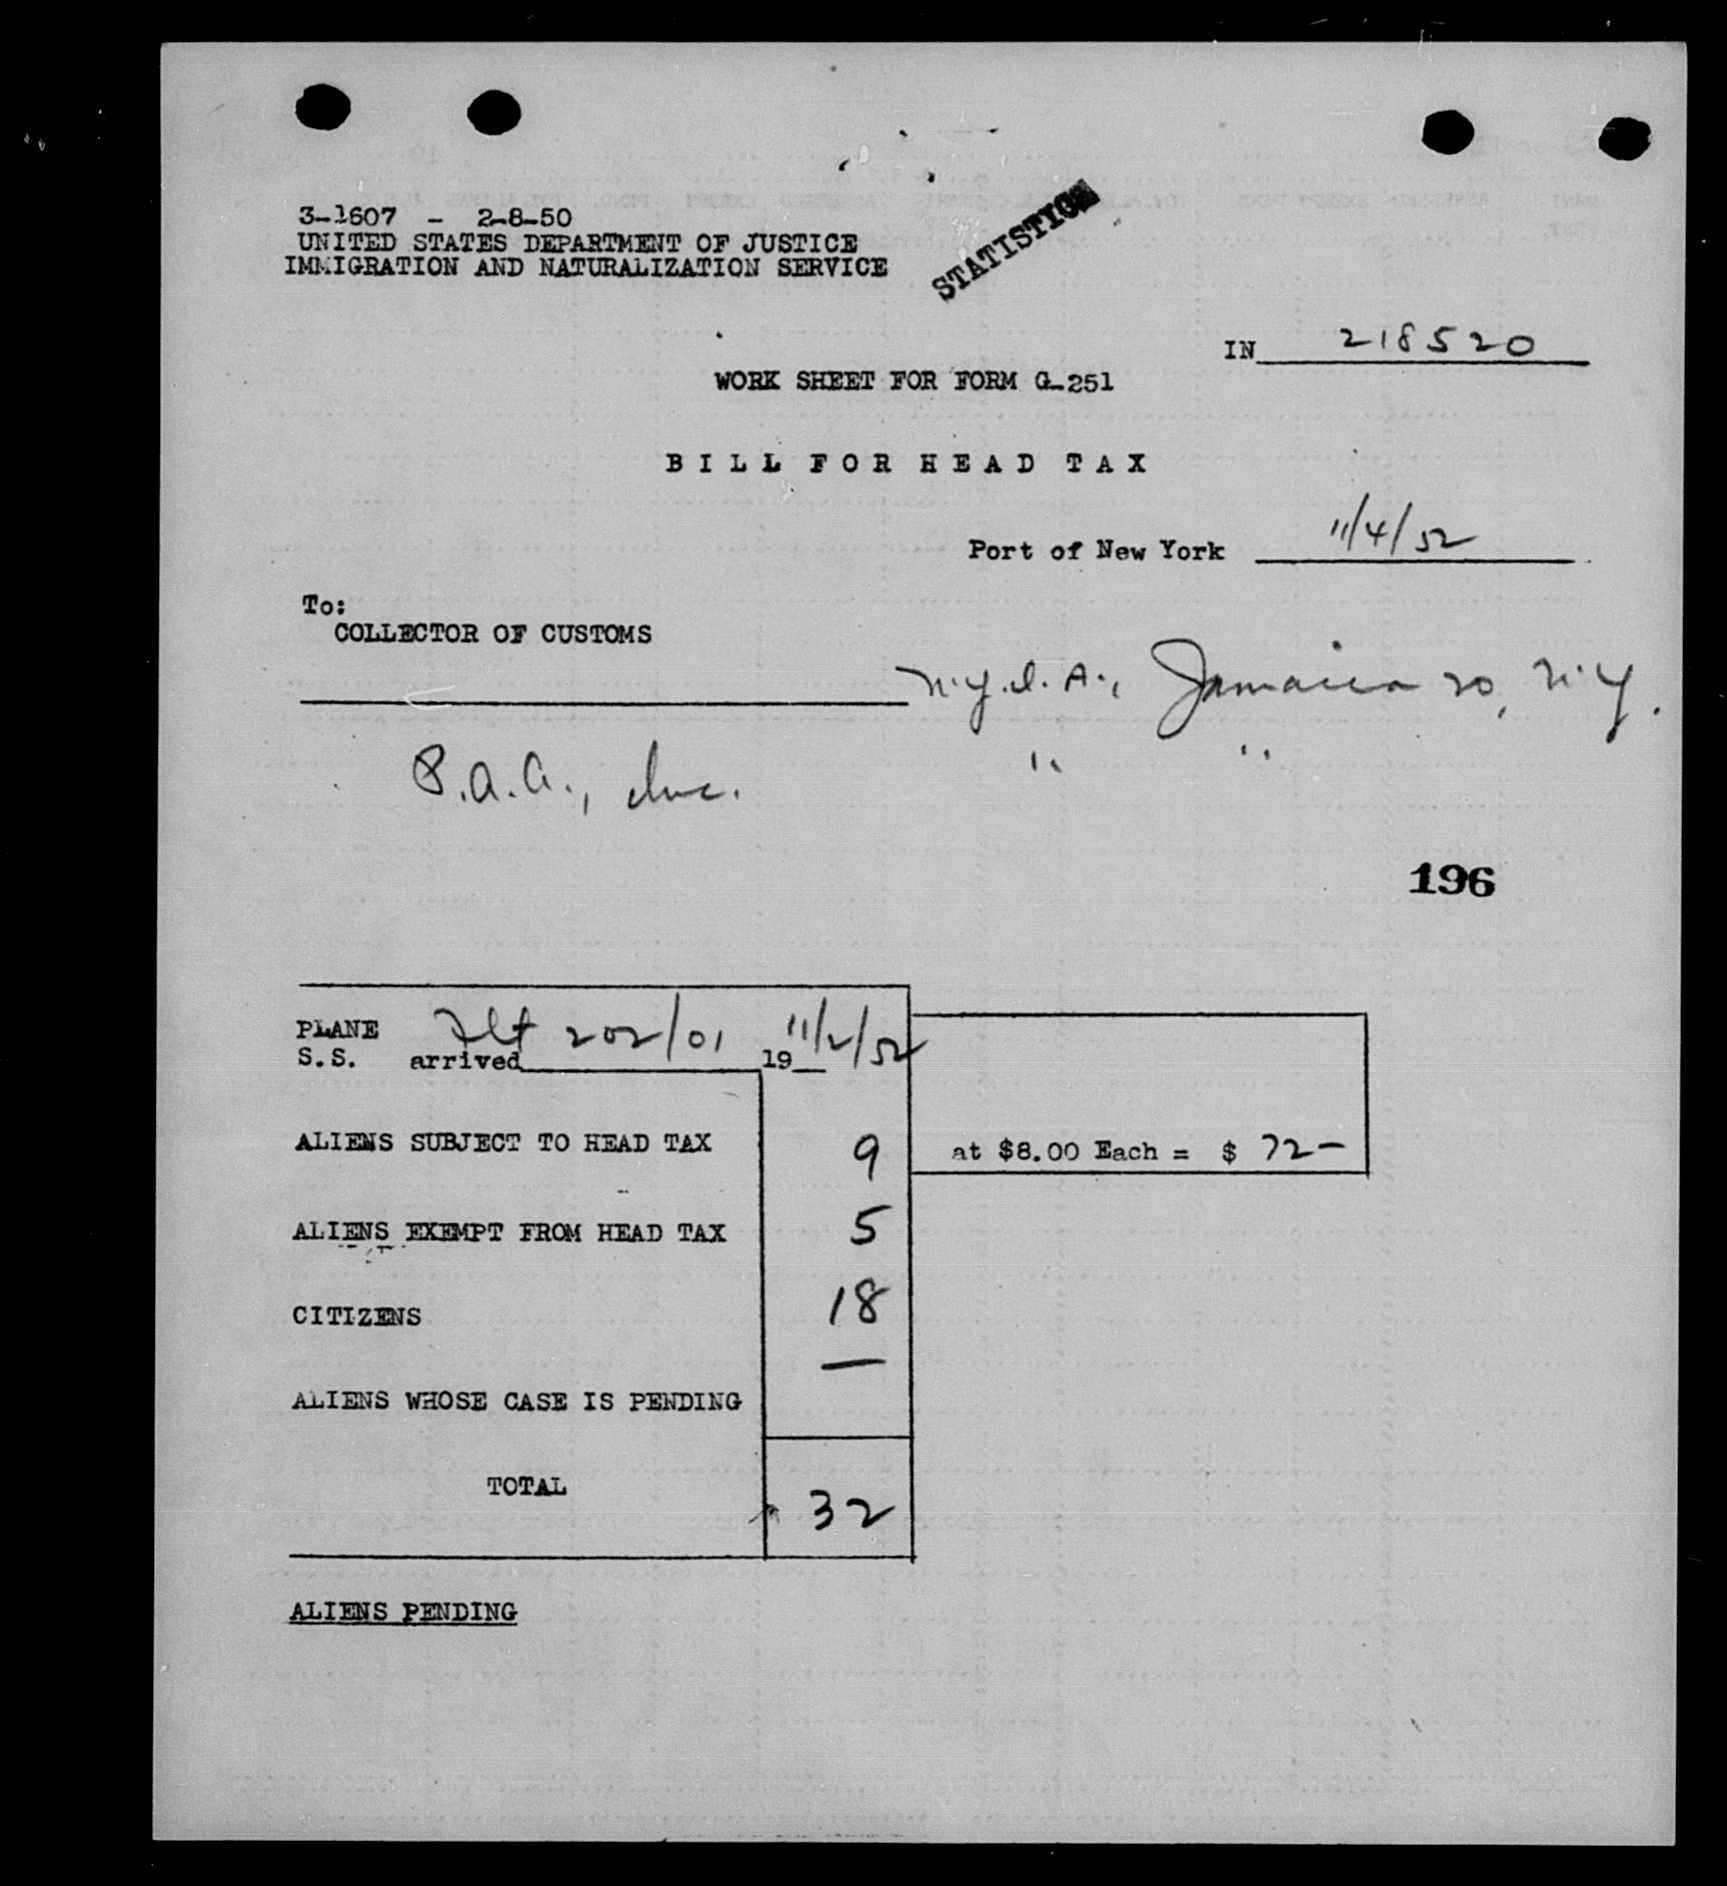 3-1607 - 2-8-50
UNITED STATES DEPARTMENT OF JUSTICE
IMMIGRATION AND NATURALIZATION SERVICE
STATISTICS
IN 218520
WORK SHEET FOR FORM G-251
BILL FOR HEAD TAX
Port of New York 11/4/52
To:
COLLECTOR OF CUSTOMS
N.Y.I.A., Jamaica 20, N.Y.
P.A.A., Inc. " "
196
PLANE Flt 202/01 11/2/52
S.S. arrived 19
ALIENS SUBJECT TO HEAD TAX 9 at $8.00 Each = $ 72-
ALIENS EXEMPT FROM HEAD TAX 5
CITIZENS 18
ALIENS WHOSE CASE IS PENDING —
TOTAL 32
ALIENS PENDING